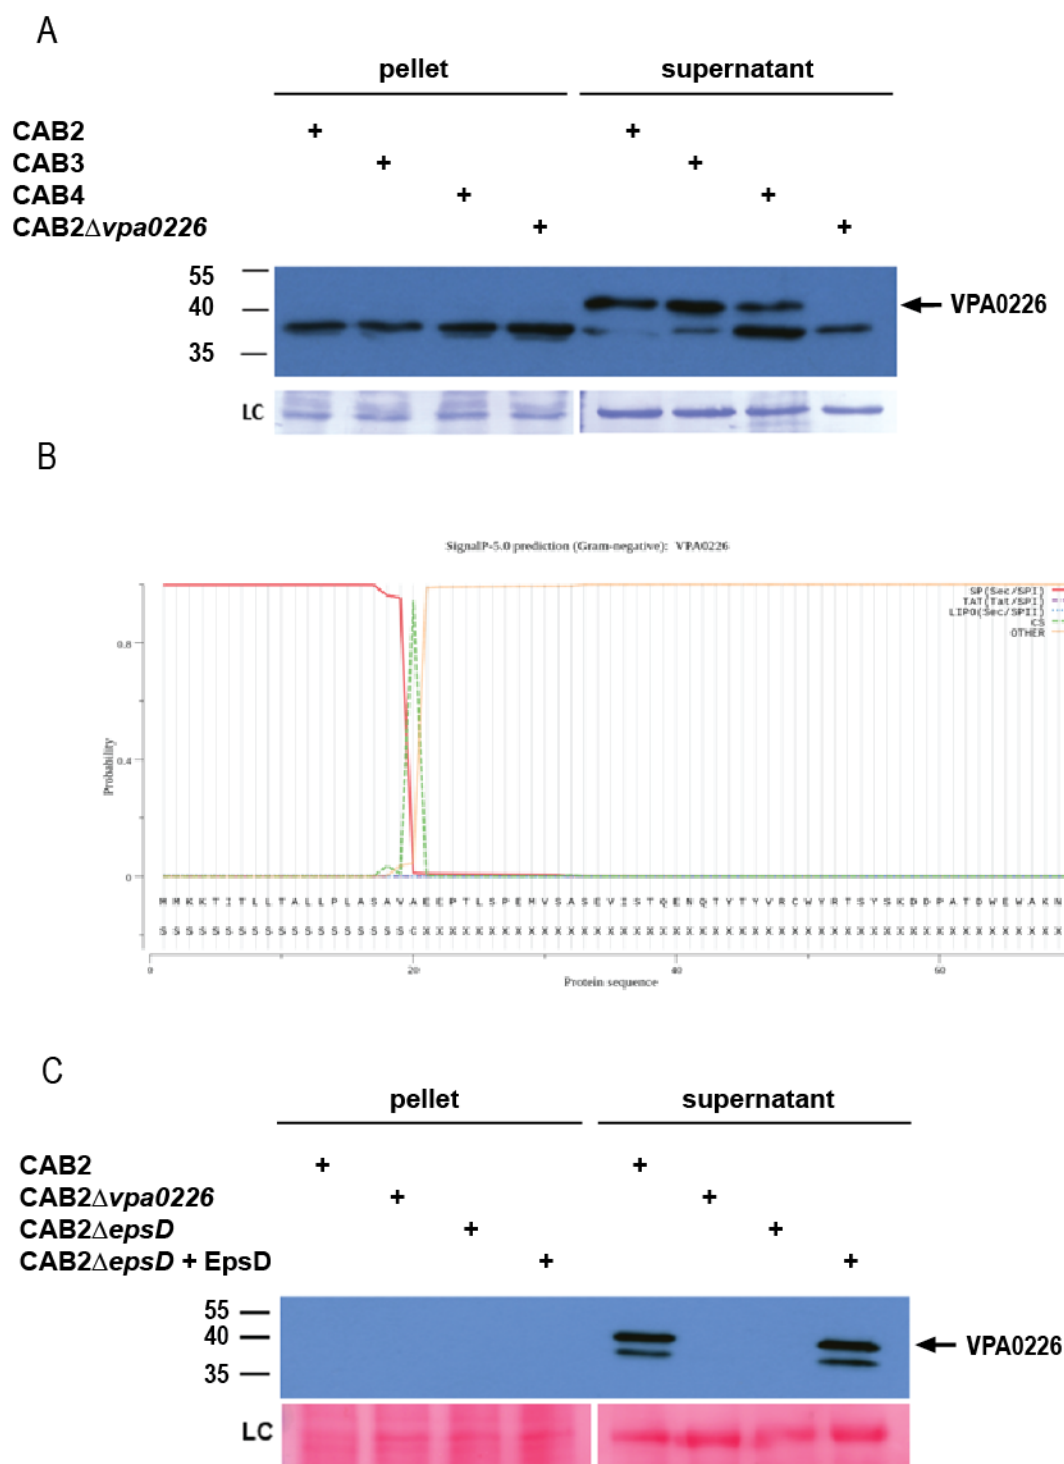 A
pellet supernatant
CAB2 + +
CAB3 + +
CAB4 + +
CAB2Δvpa0226 + +
55
40
VPA0226
35
LC
B
SignalP-5.0 prediction (Gram-negative): VPA0226
SP(Sec/SPI)
TAT(Tat/SPI)
LIPO(Sec/SPII)
CS
OTHER
0.8
0.4
0
Probability
S S S S S S S S S S S S S S S S S S S C
0 20 40 60
Protein sequence
C
pellet supernatant
CAB2 + +
CAB2Δvpa0226 + +
CAB2ΔepsD + +
CAB2ΔepsD + EpsD + +
55
40
VPA0226
35
LC